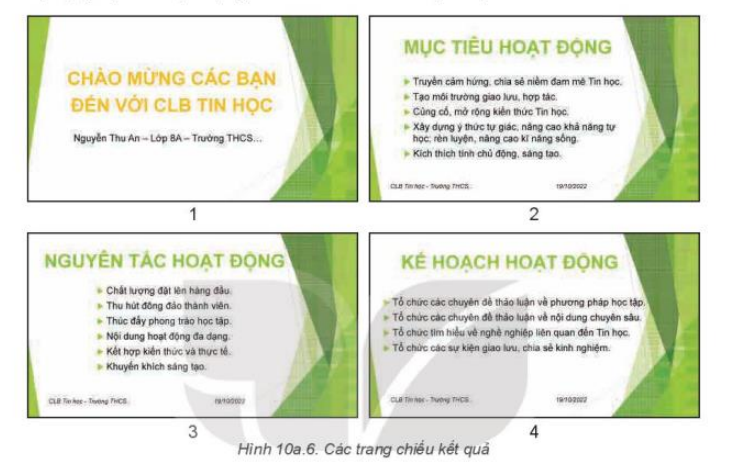 CHÀO MỪNG CÁC BẠN
ĐẾN VỚI CLB TIN HỌC
Nguyễn Thu An – Lớp 8A – Trường THCS...
1
MỤC TIÊU HOẠT ĐỘNG
Truyền cảm hứng, chia sẻ niềm đam mê Tin học.
Tạo môi trường giao lưu, hợp tác.
Củng cố, mở rộng kiến thức Tin học.
Xây dựng ý thức tự giác, nâng cao khả năng tự
học, rèn luyện, nâng cao kĩ năng sống.
Kích thích tính chủ động, sáng tạo.
CLB Tin học - Trường THCS...
19/10/2022
2
NGUYÊN TẮC HOẠT ĐỘNG
Chất lượng đặt lên hàng đầu.
Thu hút đông đảo thành viên.
Thúc đẩy phong trào học tập.
Nội dung hoạt động đa dạng.
Kết hợp kiến thức và thực tế.
Khuyến khích sáng tạo.
CLB Tin học - Trường THCS...
19/10/2022
3
KẾ HOẠCH HOẠT ĐỘNG
Tổ chức các chuyên đề thảo luận về phương pháp học tập.
Tổ chức các chuyên đề thảo luận về nội dung chuyên sâu.
Tổ chức tìm hiểu về nghề nghiệp liên quan đến Tin học.
Tổ chức các sự kiện giao lưu, chia sẻ kinh nghiệm.
CLB Tin học - Trường THCS...
19/10/2022
4
Hình 10a.6. Các trang chiếu kết quả